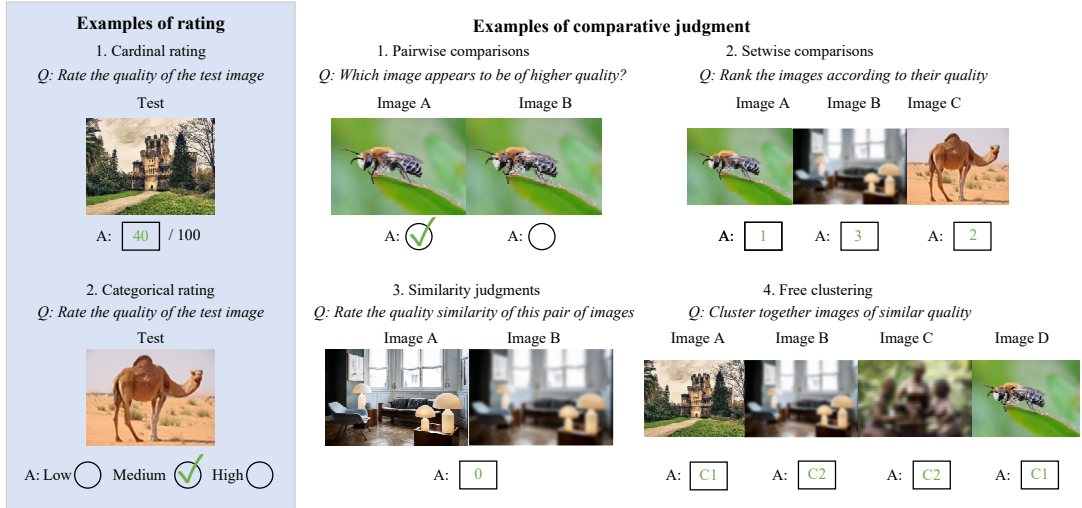 Examples of rating
1. Cardinal rating
Q: Rate the quality of the test image
Test
A: 40 / 100
2. Categorical rating
Q: Rate the quality of the test image
Test
A: Low Medium High
Examples of comparative judgment
1. Pairwise comparisons
Q: Which image appears to be of higher quality?
Image A Image B
A: A:
2. Setwise comparisons
Q: Rank the images according to their quality
Image A Image B Image C
A: 1 A: 3 A: 2
3. Similarity judgments
Q: Rate the quality similarity of this pair of images
Image A Image B
A: 0
4. Free clustering
Q: Cluster together images of similar quality
Image A Image B Image C Image D
A: C1 A: C2 A: C2 A: C1